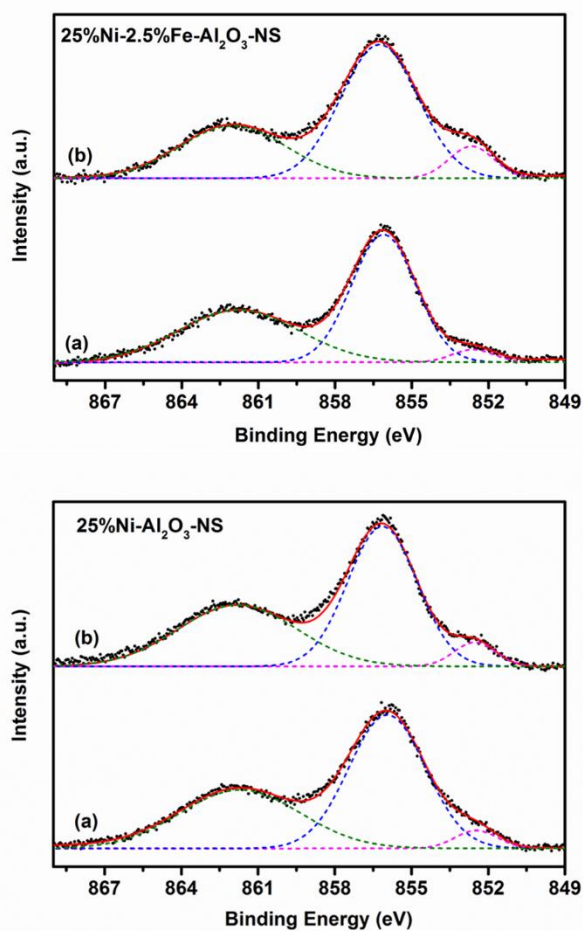 25%Ni-2.5%Fe-Al₂O₃-NS
(b)
(a)
Intensity (a.u.)
867 864 861 858 855 852 849
Binding Energy (eV)
25%Ni-Al₂O₃-NS
(b)
(a)
Intensity (a.u.)
867 864 861 858 855 852 849
Binding Energy (eV)